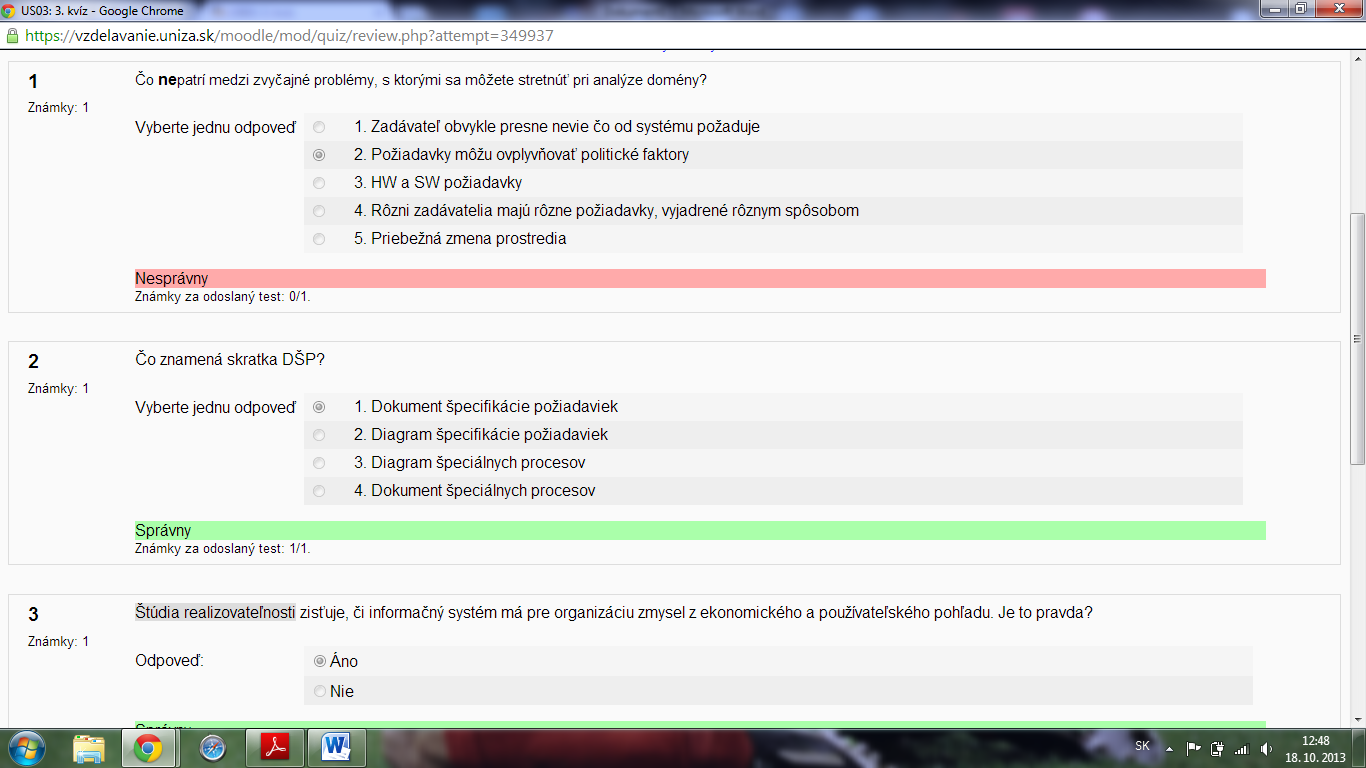 US03: 3. kvíz - Google Chrome
https://vzdelavanie.uniza.sk/moodle/mod/quiz/review.php?attempt=349937
1
Známky: 1
Čo nepatrí medzi zvyčajné problémy, s ktorými sa môžete stretnúť pri analýze domény?
Vyberte jednu odpoveď
1. Zadávateľ obvykle presne nevie čo od systému požaduje
2. Požiadavky môžu ovplyvňovať politické faktory
3. HW a SW požiadavky
4. Rôzni zadávatelia majú rôzne požiadavky, vyjadrené rôznym spôsobom
5. Priebežná zmena prostredia
Nesprávny
Známky za odoslaný test: 0/1.
2
Známky: 1
Čo znamená skratka DŠP?
Vyberte jednu odpoveď
1. Dokument špecifikácie požiadaviek
2. Diagram špecifikácie požiadaviek
3. Diagram špeciálnych procesov
4. Dokument špeciálnych procesov
Správny
Známky za odoslaný test: 1/1.
3
Známky: 1
Štúdia realizovateľnosti zisťuje, či informačný systém má pre organizáciu zmysel z ekonomického a používateľského pohľadu. Je to pravda?
Odpoveď:
Áno
Nie
SK
12:48
18. 10. 2013